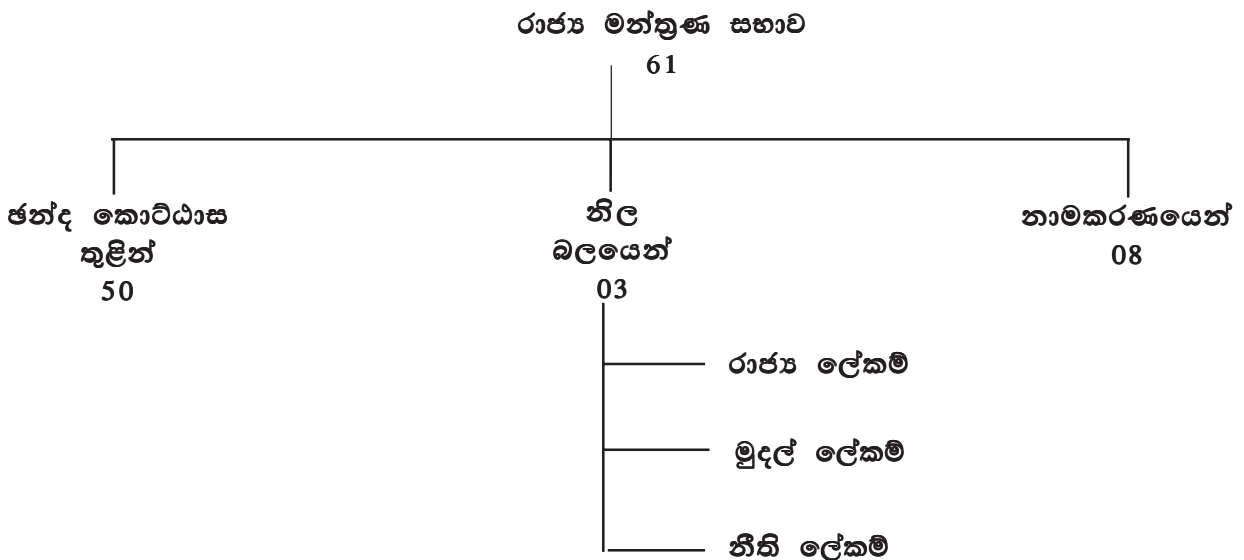 රාජ්‍ය මන්ත්‍රණ සභාව
61
ඡන්ද කොට්ඨාස
තුළින්
50
නිල
බලයෙන්
03
නාමකරණයෙන්
08
රාජ්‍ය ලේකම්
මුදල් ලේකම්
නීති ලේකම්